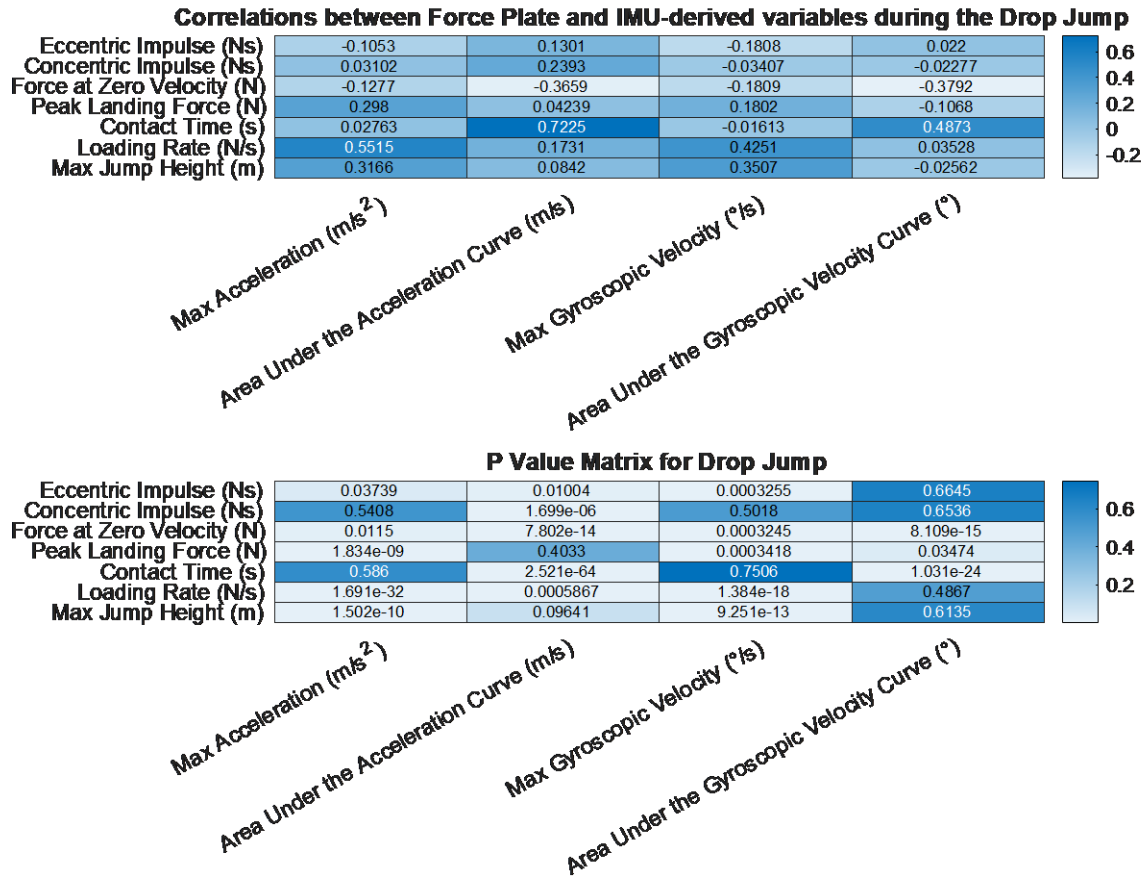 Correlations between Force Plate and IMU-derived variables during the Drop Jump
Eccentric Impulse (Ns) -0.1053 0.1301 -0.1808 0.022
Concentric Impulse (Ns) 0.03102 0.2393 -0.03407 -0.02277
Force at Zero Velocity (N) -0.1277 -0.3659 -0.1809 -0.3792
Peak Landing Force (N) 0.298 0.04239 0.1802 -0.1068
Contact Time (s) 0.02763 0.7225 -0.01613 0.4873
Loading Rate (N/s) 0.5515 0.1731 0.4251 0.03528
Max Jump Height (m) 0.3166 0.0842 0.3507 -0.02562
0.6
0.4
0.2
0
-0.2
Max Acceleration (m/s²)
Area Under the Acceleration Curve (m/s)
Max Gyroscopic Velocity (°/s)
Area Under the Gyroscopic Velocity Curve (°)
P Value Matrix for Drop Jump
Eccentric Impulse (Ns) 0.03739 0.01004 0.0003255 0.6645
Concentric Impulse (Ns) 0.5408 1.699e-06 0.5018 0.6536
Force at Zero Velocity (N) 0.0115 7.802e-14 0.0003245 8.109e-15
Peak Landing Force (N) 1.834e-09 0.4033 0.0003418 0.03474
Contact Time (s) 0.586 2.521e-64 0.7506 1.031e-24
Loading Rate (N/s) 1.691e-32 0.0005867 1.384e-18 0.4867
Max Jump Height (m) 1.502e-10 0.09641 9.251e-13 0.6135
0.6
0.4
0.2
Max Acceleration (m/s²)
Area Under the Acceleration Curve (m/s)
Max Gyroscopic Velocity (°/s)
Area Under the Gyroscopic Velocity Curve (°)